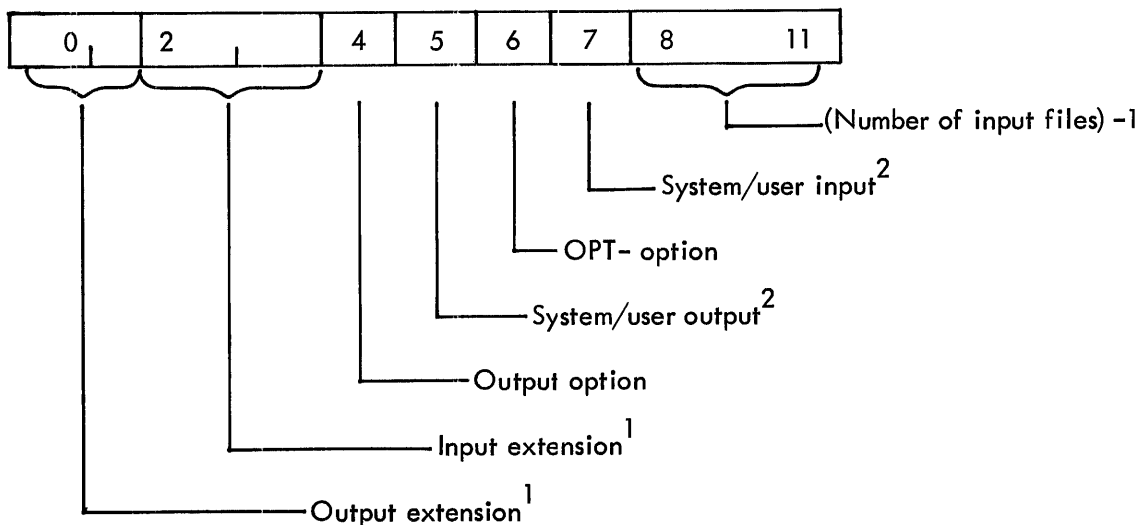 0 2 4 5 6 7 8 11
(Number of input files) -1
System/user input2
OPT- option
System/user output2
Output option
Input extension1
Output extension1